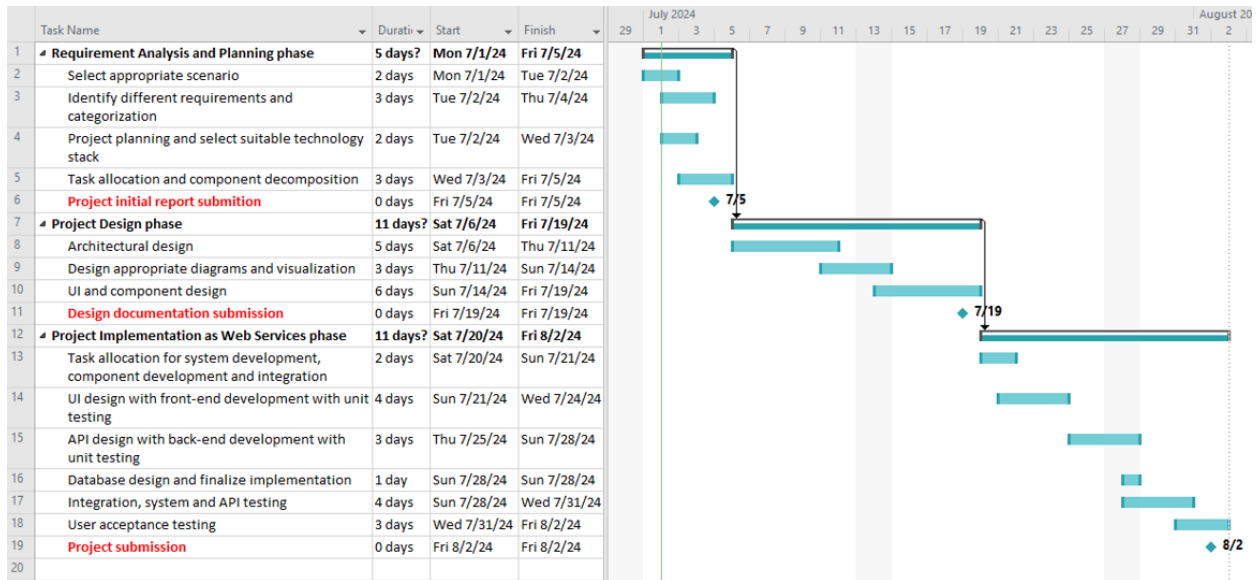 July 2024
August 20
Task Name Durati Start Finish 29 1 3 5 7 9 11 13 15 17 19 21 23 25 27 29 31 2
1 Requirement Analysis and Planning phase 5 days? Mon 7/1/24 Fri 7/5/24
2 Select appropriate scenario 2 days Mon 7/1/24 Tue 7/2/24
3 Identify different requirements and 3 days Tue 7/2/24 Thu 7/4/24
categorization
4 Project planning and select suitable technology 2 days Tue 7/2/24 Wed 7/3/24
stack
5 Task allocation and component decomposition 3 days Wed 7/3/24 Fri 7/5/24
6 Project initial report submition 0 days Fri 7/5/24 Fri 7/5/24 7/5
7 Project Design phase 11 days? Sat 7/6/24 Fri 7/19/24
8 Architectural design 5 days Sat 7/6/24 Thu 7/11/24
9 Design appropriate diagrams and visualization 3 days Thu 7/11/24 Sun 7/14/24
10 UI and component design 6 days Sun 7/14/24 Fri 7/19/24
11 Design documentation submission 0 days Fri 7/19/24 Fri 7/19/24 7/19
12 Project Implementation as Web Services phase 11 days? Sat 7/20/24 Fri 8/2/24
13 Task allocation for system development, 2 days Sat 7/20/24 Sun 7/21/24
component development and integration
14 UI design with front-end development with unit 4 days Sun 7/21/24 Wed 7/24/24
testing
15 API design with back-end development with 3 days Thu 7/25/24 Sun 7/28/24
unit testing
16 Database design and finalize implementation 1 day Sun 7/28/24 Sun 7/28/24
17 Integration, system and API testing 4 days Sun 7/28/24 Wed 7/31/24
18 User acceptance testing 3 days Wed 7/31/24 Fri 8/2/24
19 Project submission 0 days Fri 8/2/24 Fri 8/2/24 8/2
20